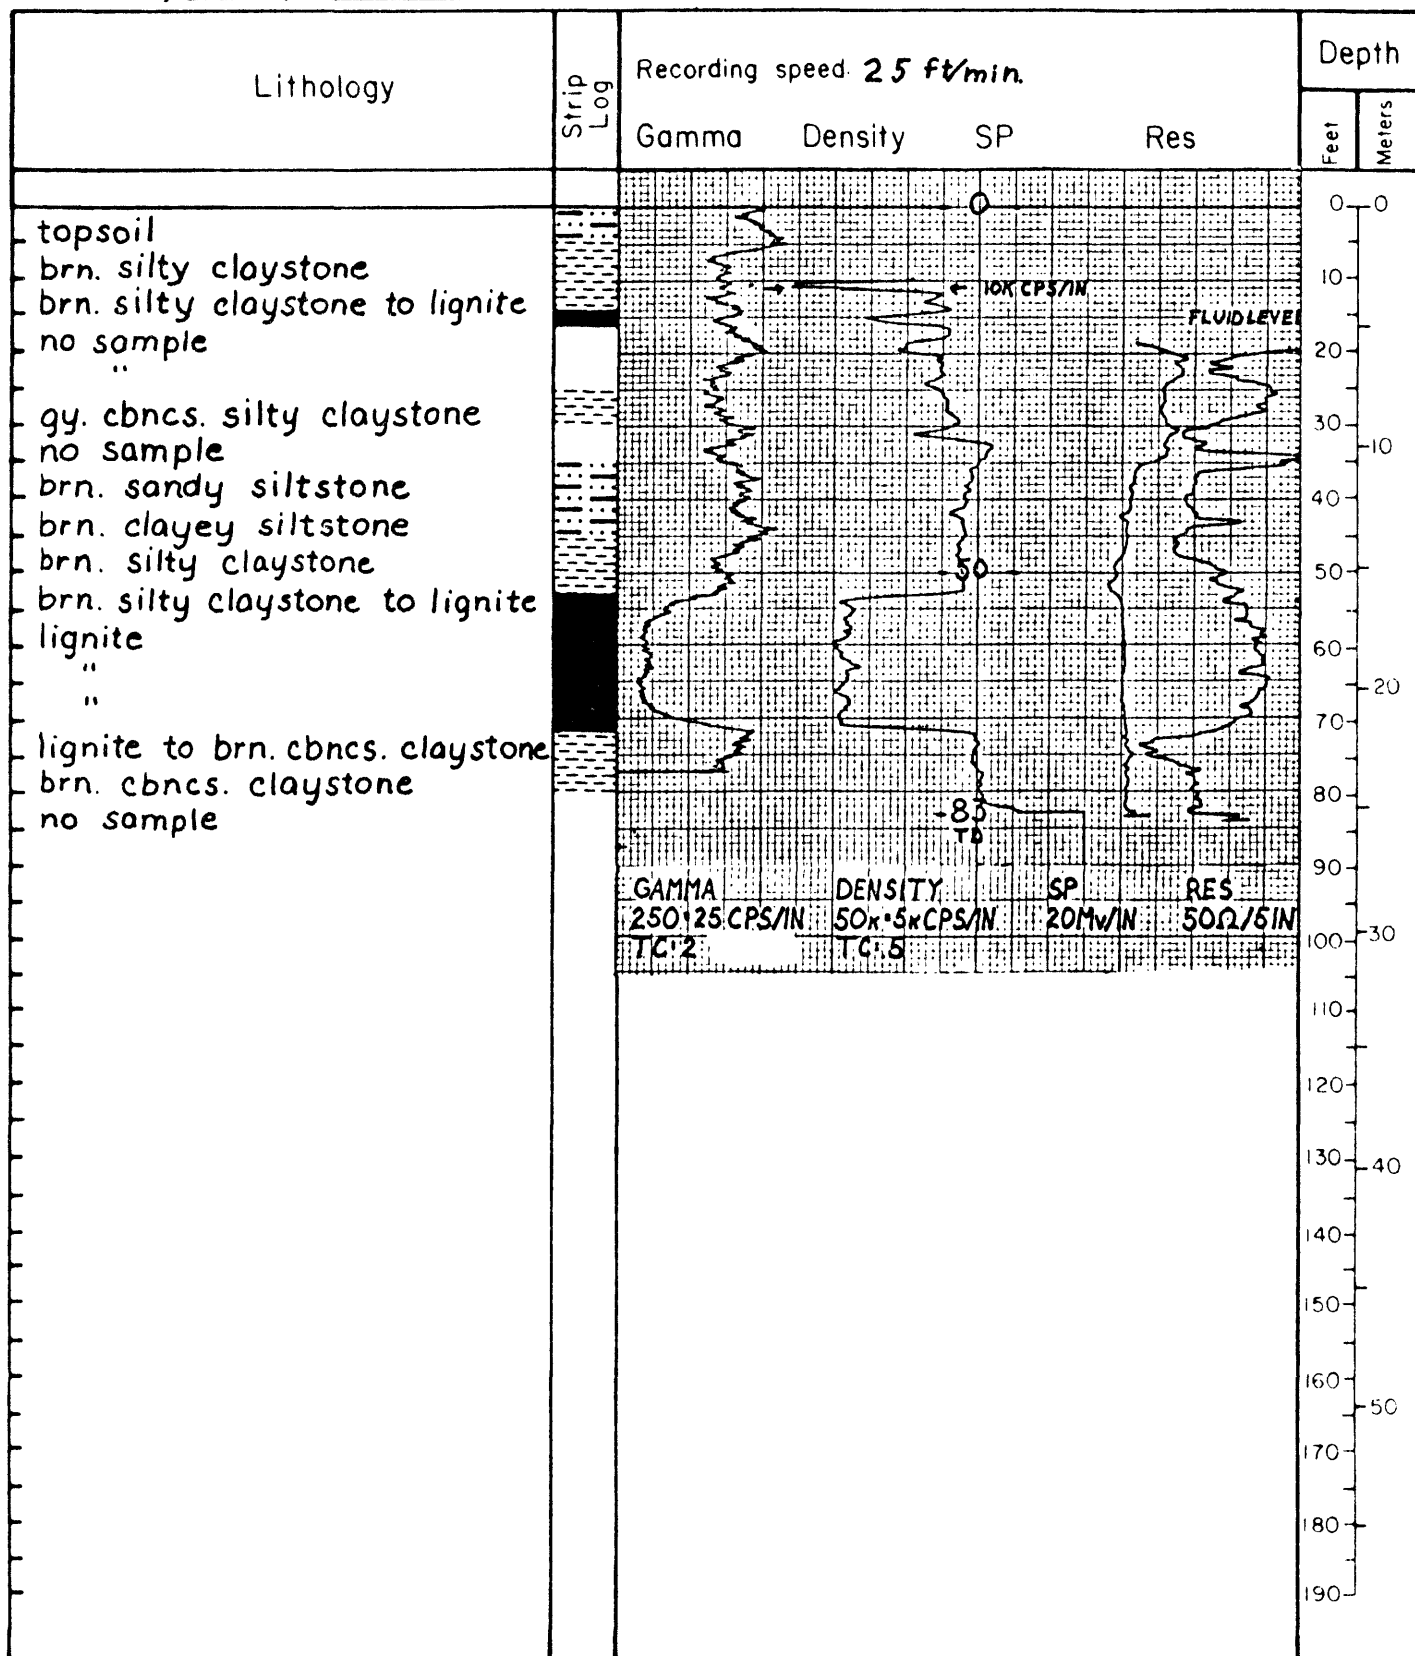 Lithology
Strip Log
Recording speed. 25 ft/min.
Gamma Density SP Res
Depth
Feet
Meters
topsoil
brn. silty claystone
brn. silty claystone to lignite
no sample
"
gy. cbncs. silty claystone
no sample
brn. sandy siltstone
brn. clayey siltstone
brn. silty claystone
brn. silty claystone to lignite
lignite
"
"
lignite to brn. cbncs. claystone
brn. cbncs. claystone
no sample
0
10K CPS/IN
FLUID LEVEL
50
80
TD
GAMMA
250:25 CPS/IN
TC:2
DENSITY
50K:5K CPS/IN
TC:.5
SP
20Mv/IN
RES
50Ω/5IN
0
10
20
30
40
50
60
70
80
90
100
110
120
130
140
150
160
170
180
190
0
10
20
30
40
50